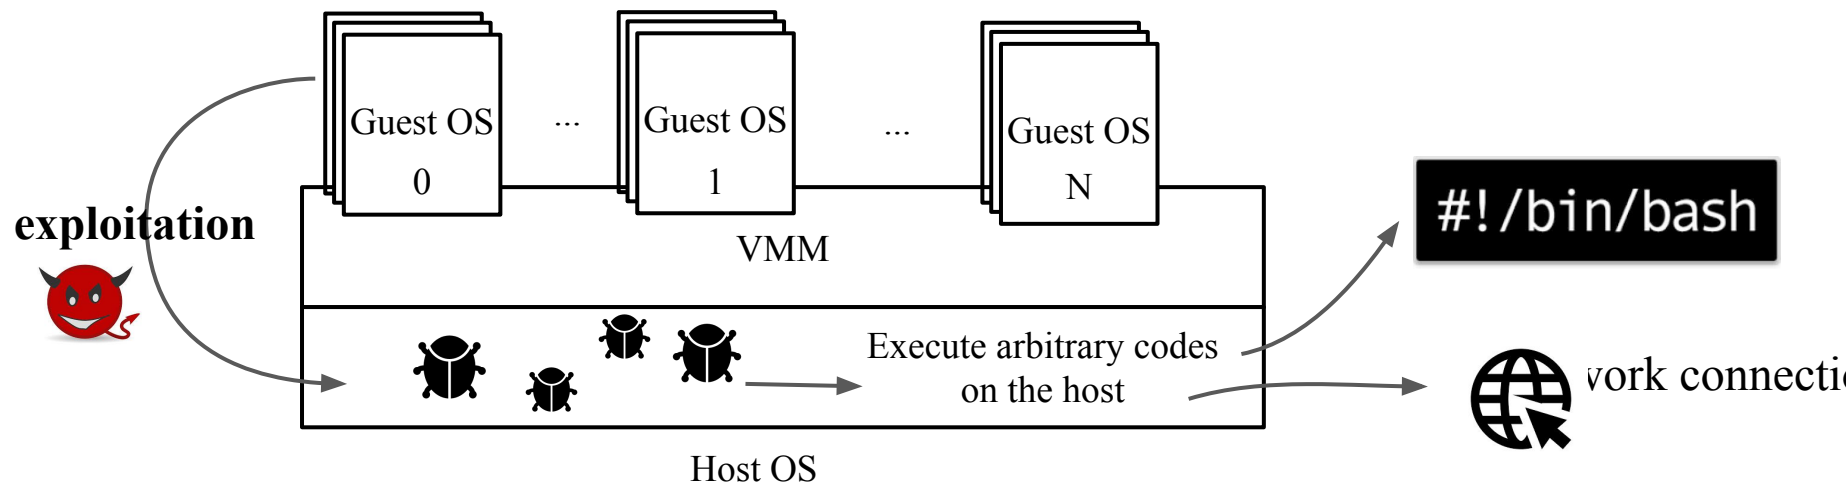 Guest OS
0
...
Guest OS
1
...
Guest OS
N
exploitation
VMM
#!/bin/bash
Execute arbitrary codes
on the host
Host OS